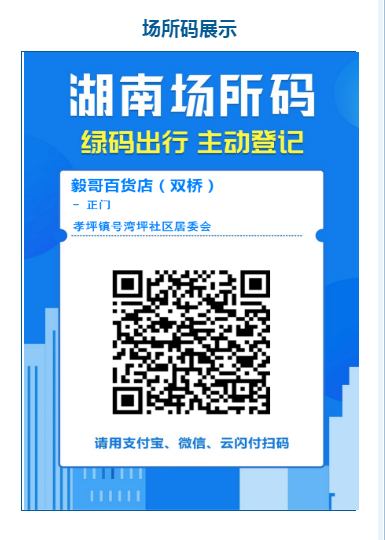 场所码展示
湖南场所码
绿码出行 主动登记
毅哥百货店（双桥）
- 正门
孝坪镇号湾坪社区居委会
请用支付宝、微信、云闪付扫码